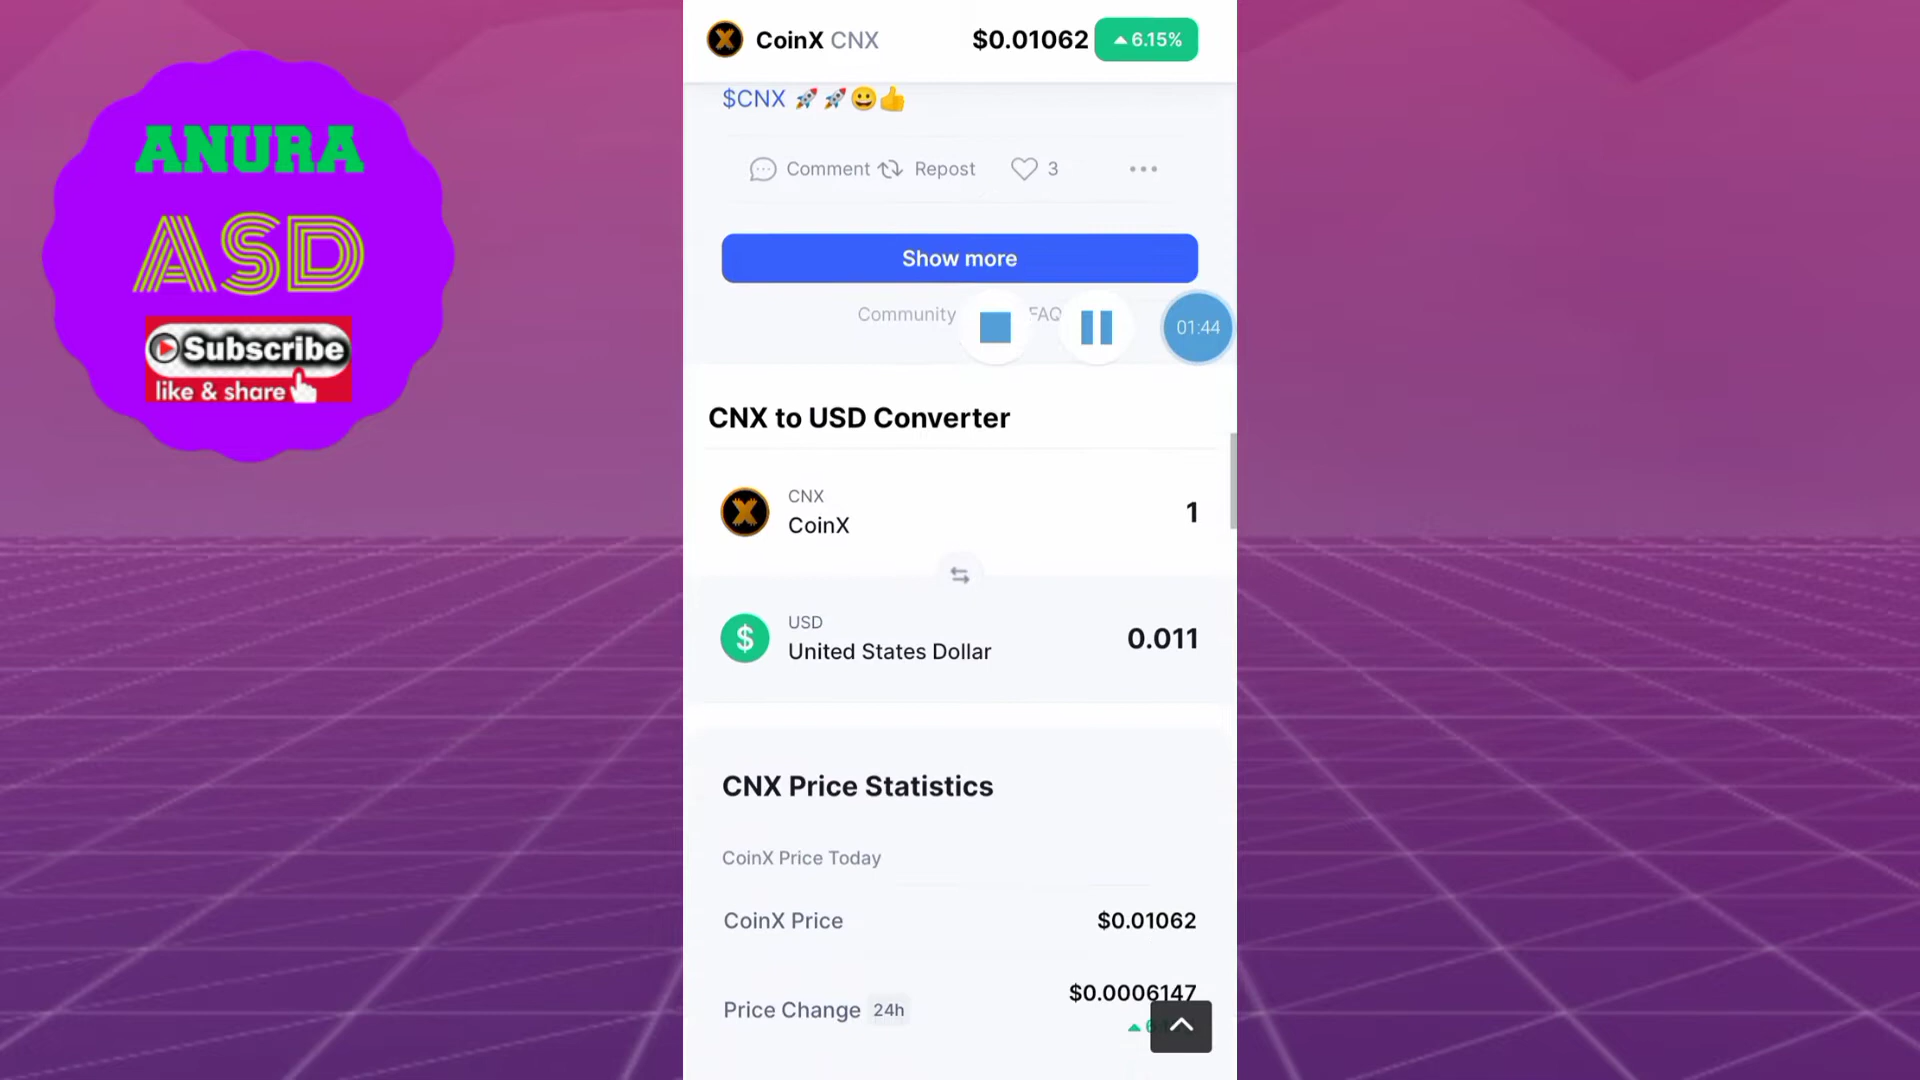 ANURA
ASD
Subscribe
like & share
CoinX CNX $0.01062 6.15%
$CNX 🚀🚀😀👍
Comment Repost 3
Show more
Community FAQ
01:44
CNX to USD Converter
CNX
CoinX
1
USD
United States Dollar
0.011
CNX Price Statistics
CoinX Price Today
CoinX Price $0.01062
Price Change 24h $0.0006147